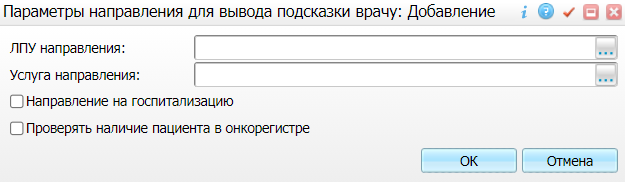 Параметры направления для вывода подсказки врачу: Добавление
ЛПУ направления:
Услуга направления:
Направление на госпитализацию
Проверять наличие пациента в онкорегистре
ОК Отмена